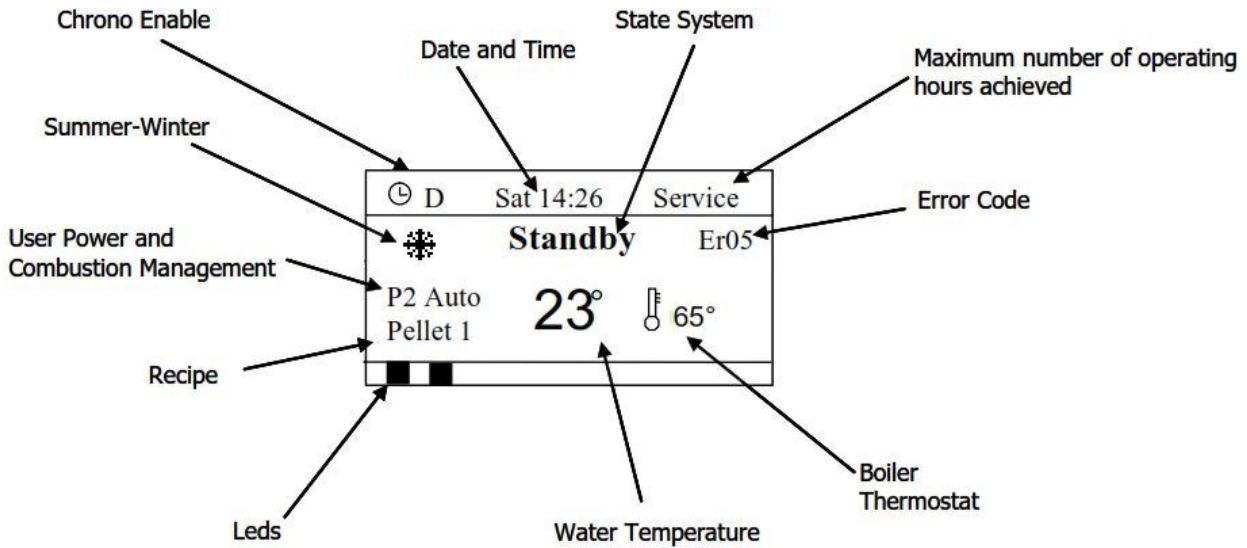 Chrono Enable
State System
Date and Time
Maximum number of operating
hours achieved
Summer-Winter
D Sat 14:26 Service
Error Code
Standby Er05
User Power and
Combustion Management
P2 Auto 23° 65°
Pellet 1
Recipe
Boiler
Thermostat
Leds
Water Temperature